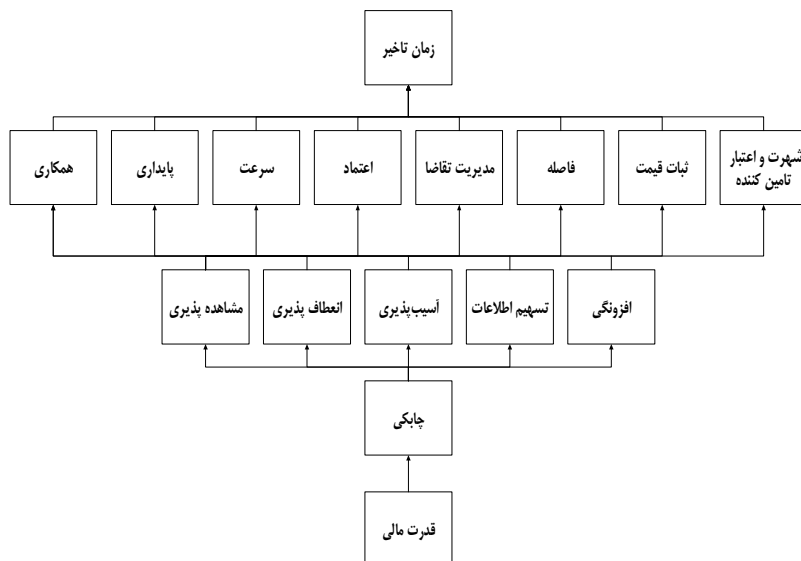 زمان تاخیر
شهرت و اعتبار
تامین کننده
ثبات قیمت
فاصله
مدیریت تقاضا
اعتماد
سرعت
پایداری
همکاری
افزونگی
تسهیم اطلاعات
آسیب‌پذیری
انعطاف پذیری
مشاهده پذیری
چابکی
قدرت مالی